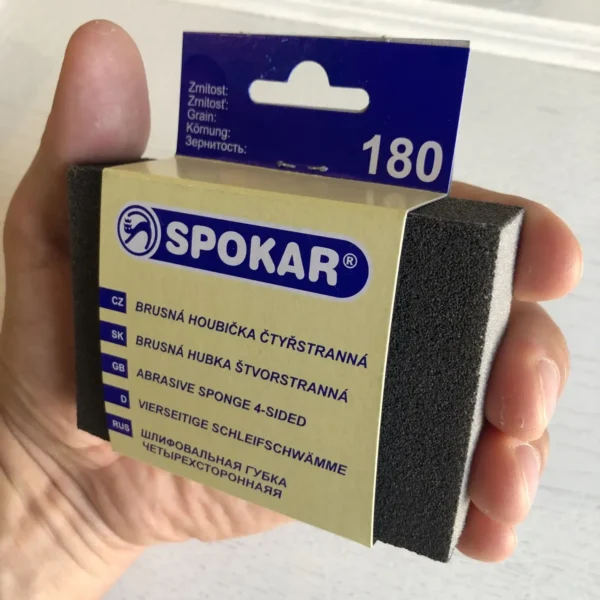 Zrnitost:
Zrnitosť:
Grain:
Körnung:
Зернитость:
180
SPOKAR®
CZ BRUSNÁ HOUBIČKA ČTYŘSTRANNÁ
SK BRUSNÁ HUBKA ŠTVORSTRANNÁ
GB ABRASIVE SPONGE 4-SIDED
D VIERSEITIGE SCHLEIFSCHWÄMME
RUS ШЛИФОВАЛЬНАЯ ГУБКА
ЧЕТЫРЕХСТОРОННАЯЯ